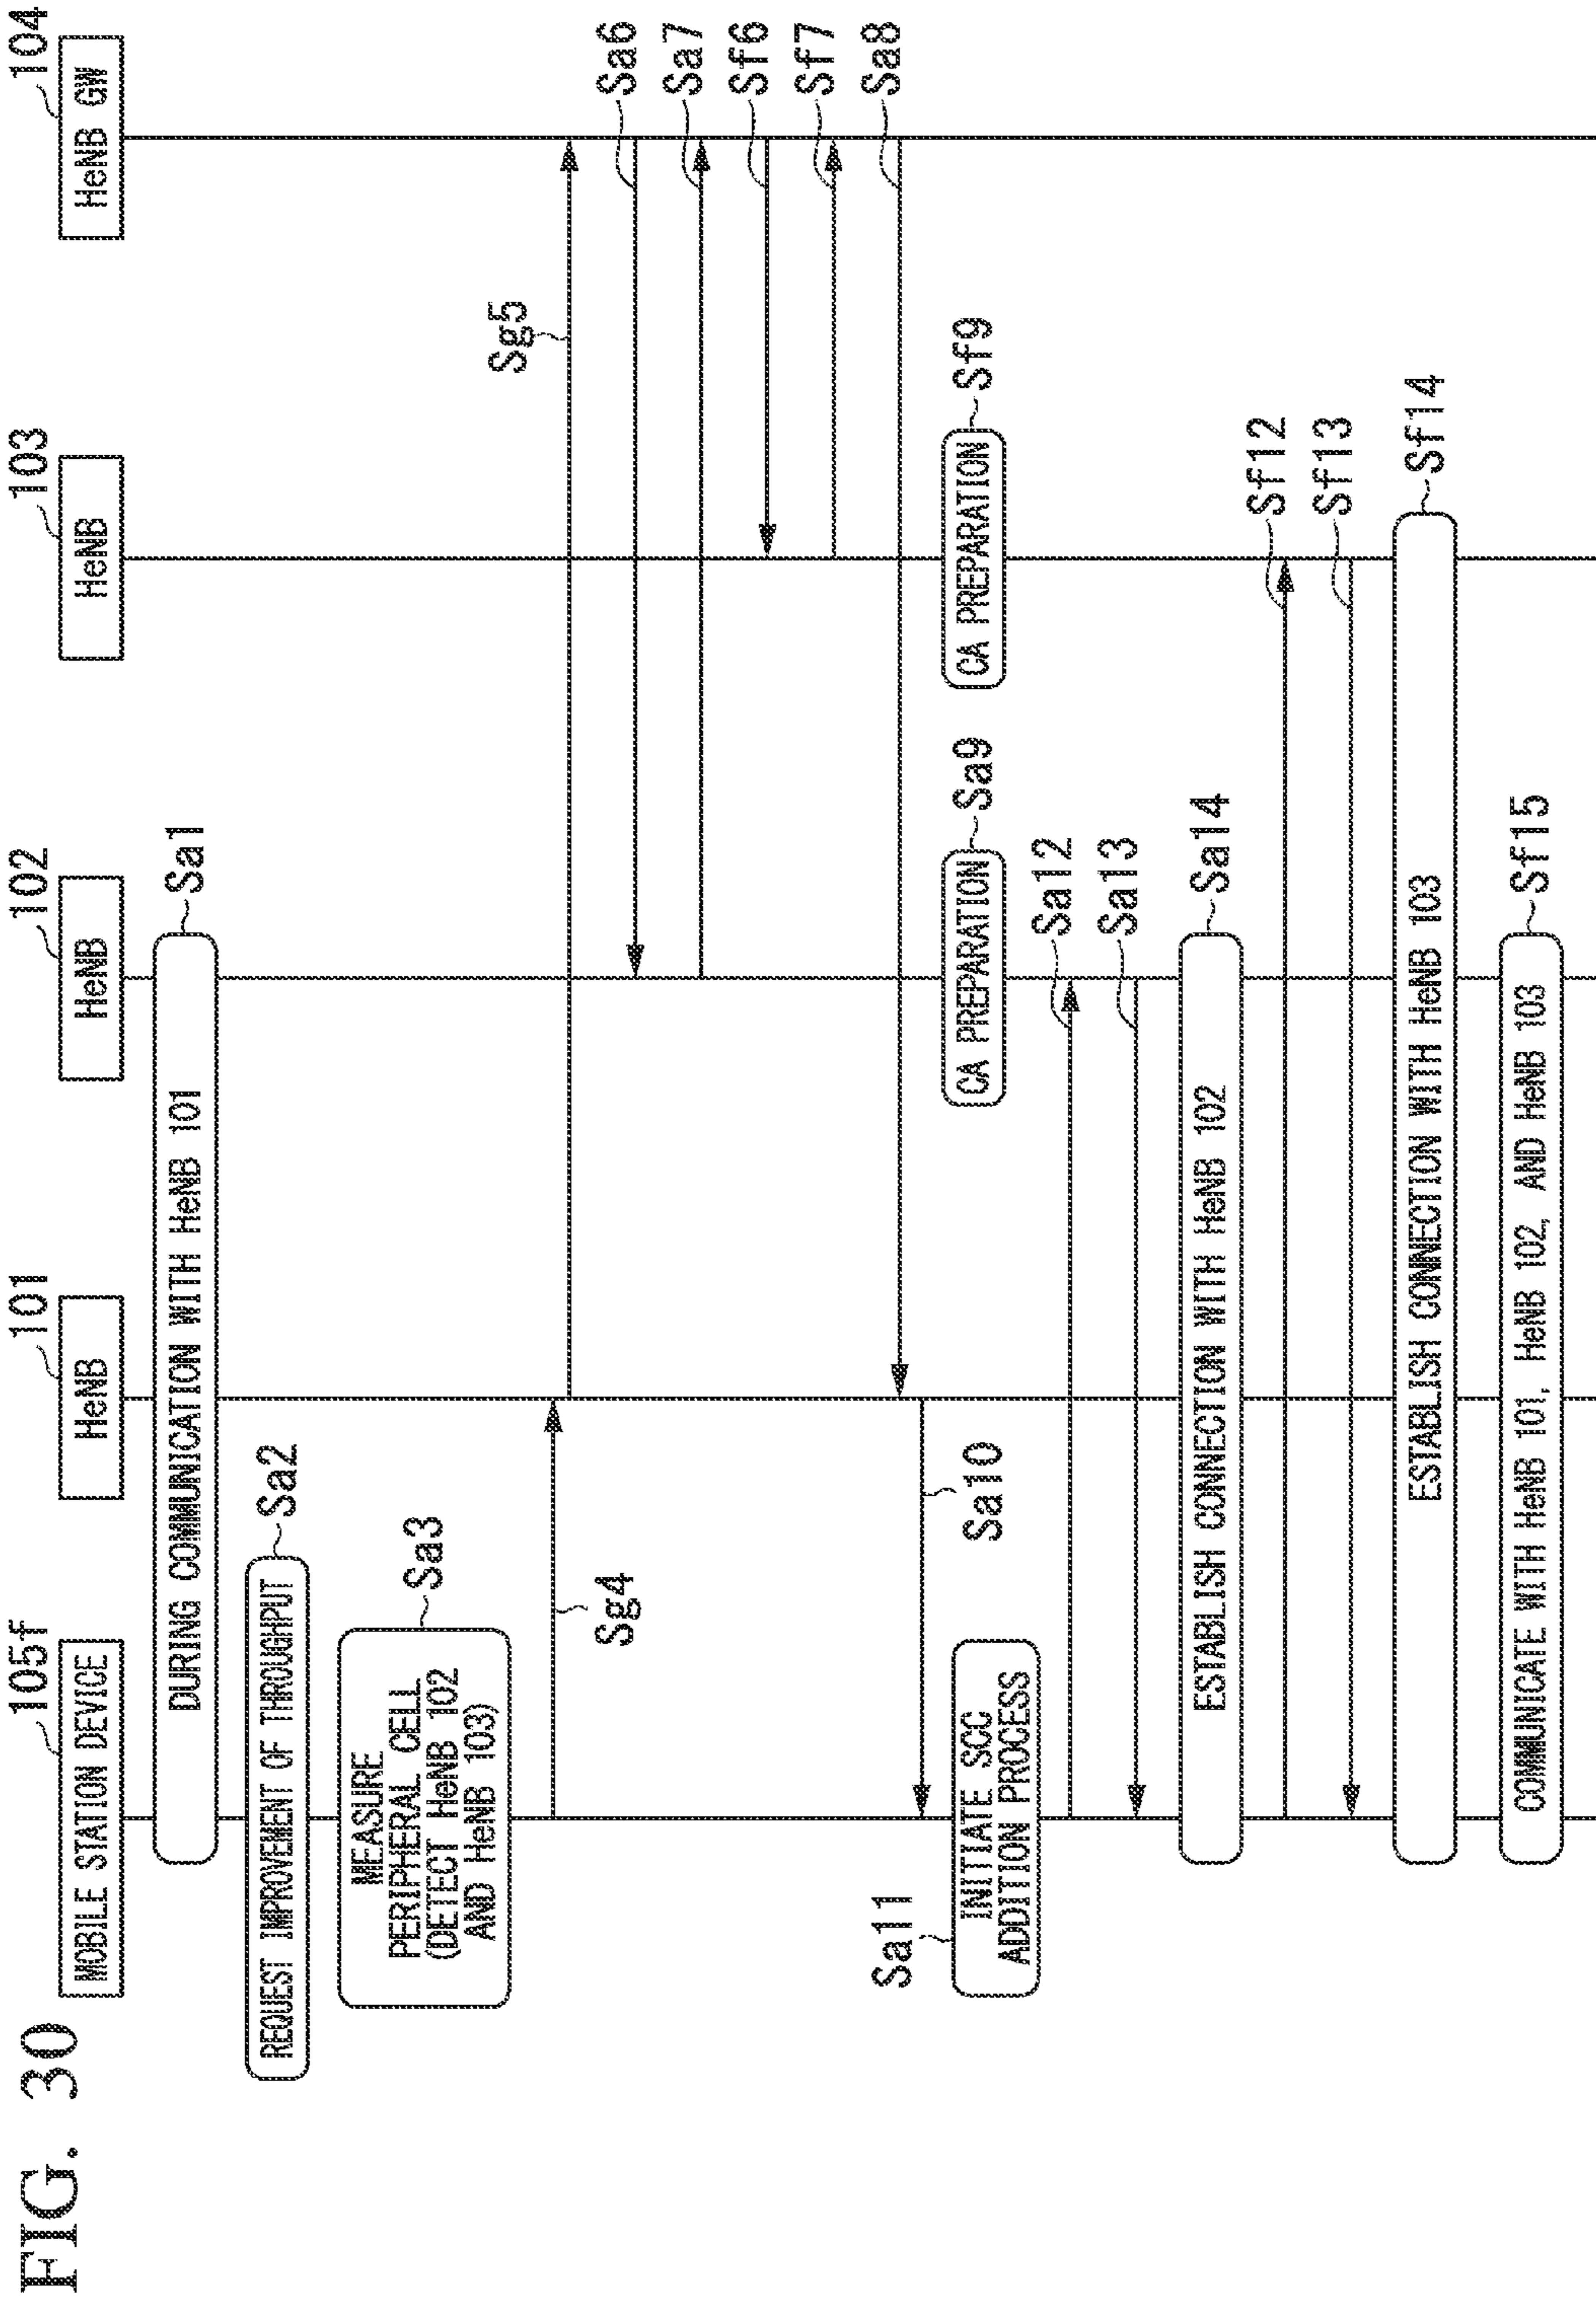 FIG. 30
105f
MOBILE STATION DEVICE
101
HeNB
102
HeNB
103
HeNB
104
HeNB GW
DURING COMMUNICATION WITH HeNB 101
Sa1
REQUEST IMPROVEMENT OF THROUGHPUT
Sa2
MEASURE
PERIPHERAL CELL
(DETECT HeNB 102
AND HeNB 103)
Sa3
Sg4
Sg5
Sa6
Sa7
Sf6
Sf7
Sa8
CA PREPARATION
Sa9
CA PREPARATION
Sf9
Sa10
Sa11
INITIATE SCC
ADDITION PROCESS
Sa12
Sa13
ESTABLISH CONNECTION WITH HeNB 102
Sa14
Sf12
Sf13
ESTABLISH CONNECTION WITH HeNB 103
Sf14
COMMUNICATE WITH HeNB 101, HeNB 102, AND HeNB 103
Sf15